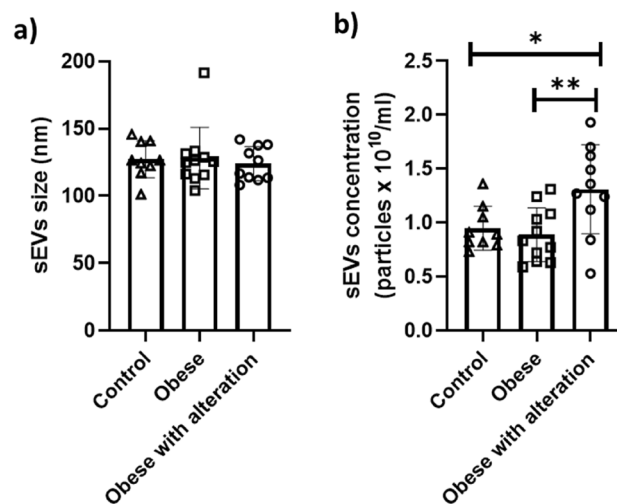 a)
sEVs size (nm)
200
150
100
50
0
Control
Obese
Obese with alteration
b)
sEVs concentration
(particles x 10¹⁰/ml)
2.5
2.0
1.5
1.0
0.5
0.0
*
**
Control
Obese
Obese with alteration